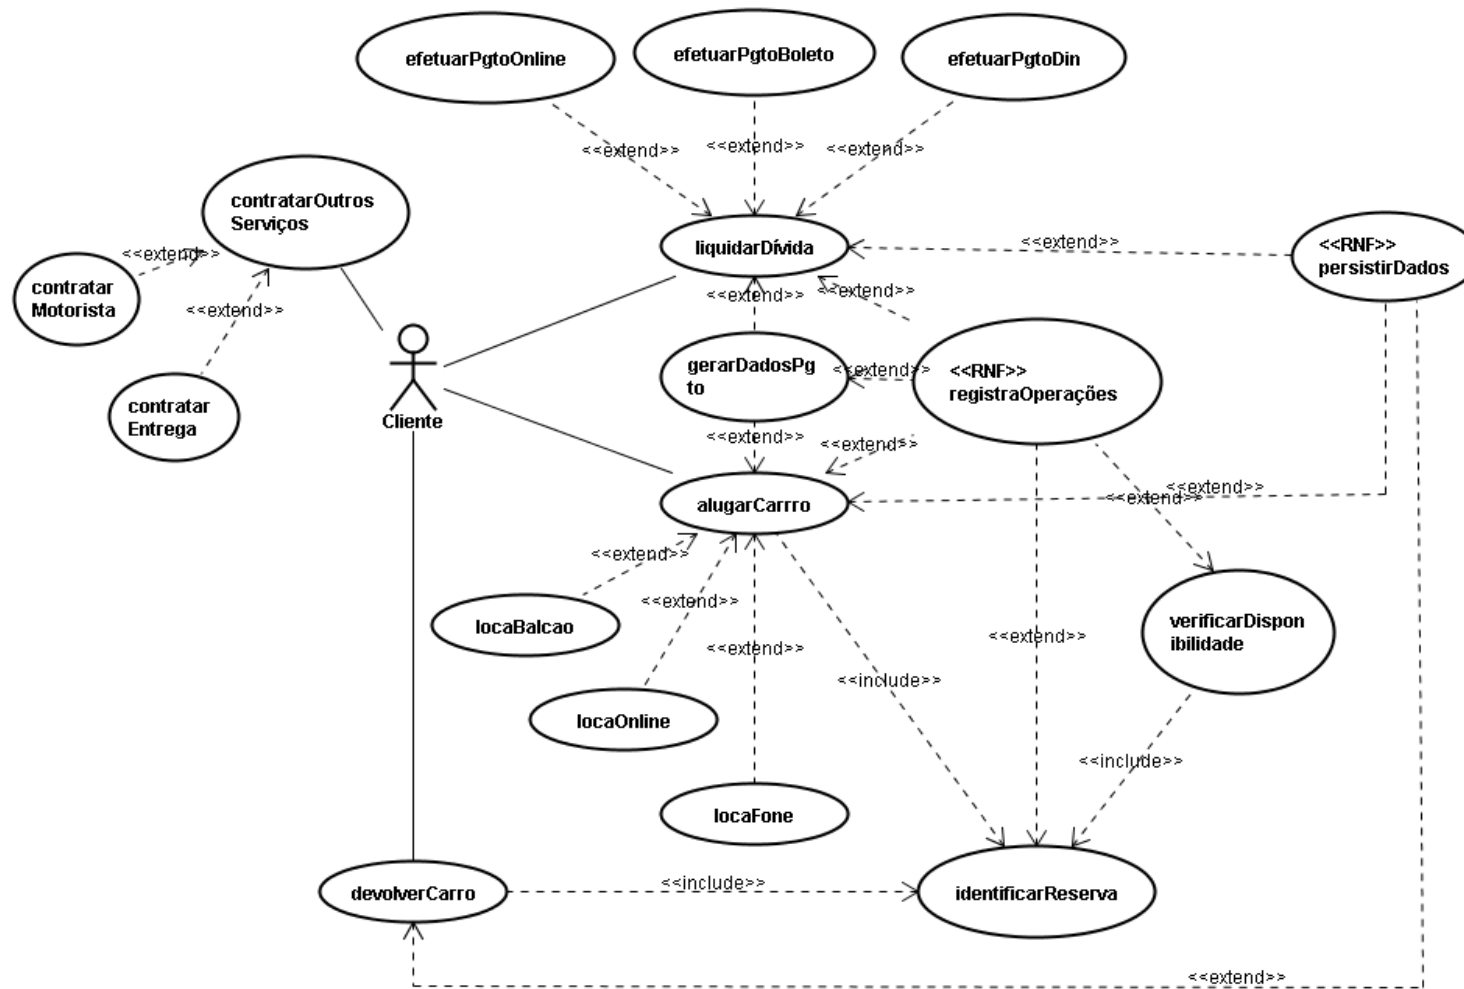 efetuarPgtoOnline
efetuarPgtoBoleto
efetuarPgtoDin
<<extend>>
<<extend>>
<<extend>>
contratarOutros
Serviços
<<extend>>
contratar
Motorista
<<extend>>
contratar
Entrega
liquidarDívida
<<extend>>
<<RNF>>
persistirDados
<<extend>>
<<extend>>
Cliente
gerarDadosPg
to
<<extend>>
<<RNF>>
registraOperações
<<extend>>
<<extend>>
alugarCarrro
<<extend>>
<<extend>>
<<extend>>
locaBalcao
<<extend>>
locaOnline
<<extend>>
locaFone
<<include>>
<<extend>>
verificarDispon
ibilidade
<<include>>
devolverCarro
<<include>>
identificarReserva
<<extend>>